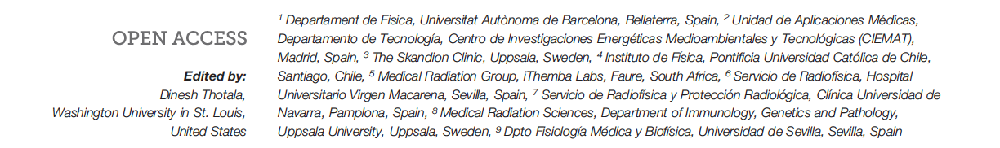 OPEN ACCESS
Edited by:
Dinesh Thotala,
Washington University in St. Louis,
United States
1 Departament de Fisica, Universitat Autònoma de Barcelona, Bellaterra, Spain, 2 Unidad de Aplicaciones Médicas,
Departamento de Tecnología, Centro de Investigaciones Energéticas Medioambientales y Tecnológicas (CIEMAT),
Madrid, Spain, 3 The Skandion Clinic, Uppsala, Sweden, 4 Instituto de Física, Pontificia Universidad Católica de Chile,
Santiago, Chile, 5 Medical Radiation Group, iThemba Labs, Faure, South Africa, 6 Servicio de Radiofísica, Hospital
Universitario Virgen Macarena, Sevilla, Spain, 7 Servicio de Radiofísica y Protección Radiológica, Clínica Universidad de
Navarra, Pamplona, Spain, 8 Medical Radiation Sciences, Department of Immunology, Genetics and Pathology,
Uppsala University, Uppsala, Sweden, 9 Dpto Fisiología Médica y Biofísica, Universidad de Sevilla, Sevilla, Spain